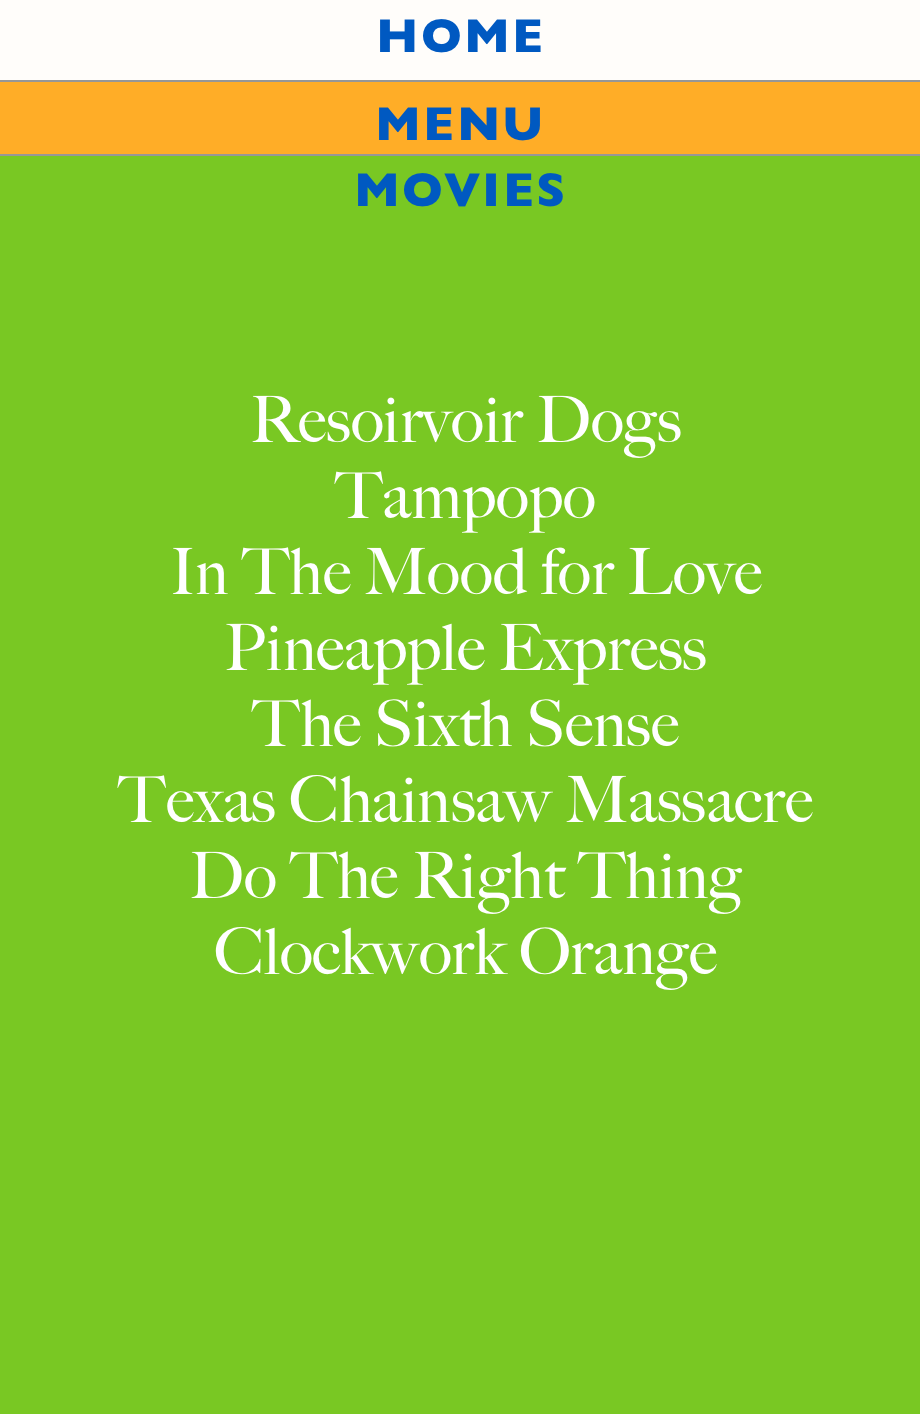 HOME
MENU
MOVIES
Resoirvoir Dogs
Tampopo
In The Mood for Love
Pineapple Express
The Sixth Sense
Texas Chainsaw Massacre
Do The Right Thing
Clockwork Orange